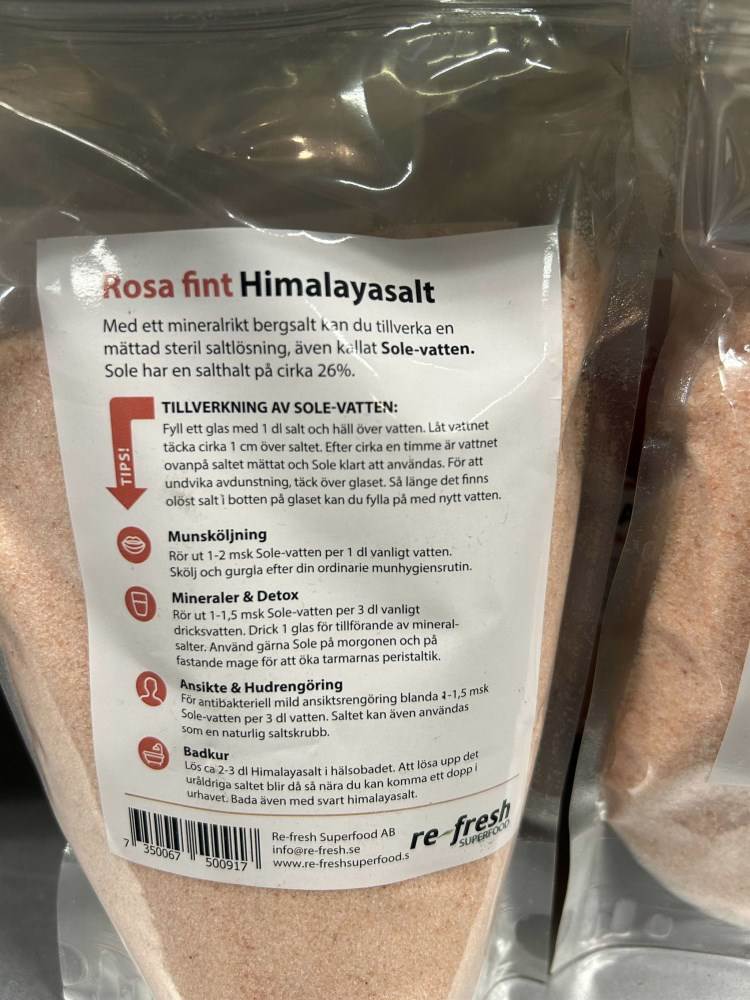 Rosa fint Himalayasalt
Med ett mineralrikt bergsalt kan du tillverka en
mättad steril saltlösning, även kallat Sole-vatten.
Sole har en salthalt på cirka 26%.
TIPS!
TILLVERKNING AV SOLE-VATTEN:
Fyll ett glas med 1 dl salt och häll över vatten. Låt vattnet
täcka cirka 1 cm över saltet. Efter cirka en timme är vattnet
ovanpå saltet mättat och Sole klart att användas. För att
undvika avdunstning, täck över glaset. Så länge det finns
olöst salt i botten på glaset kan du fylla på med nytt vatten.
Munsköljning
Rör ut 1-2 msk Sole-vatten per 1 dl vanligt vatten.
Skölj och gurgla efter din ordinarie munhygiensrutin.
Mineraler & Detox
Rör ut 1-1,5 msk Sole-vatten per 3 dl vanligt
dricksvatten. Drick 1 glas för tillförande av mineral-
salter. Använd gärna Sole på morgonen och på
fastande mage för att öka tarmarnas peristaltik.
Ansikte & Hudrengöring
För antibakteriell mild ansiktsrengöring blanda 1-1,5 msk
Sole-vatten per 3 dl vatten. Saltet kan även användas
som en naturlig saltskrubb.
Badkur
Lös ca 2-3 dl Himalayasalt i hälsobadet. Att lösa upp det
uråldriga saltet blir då så nära du kan komma ett dopp i
urhavet. Bada även med svart himalayasalt.
7 350067 500917
Re-fresh Superfood AB
info@re-fresh.se
www.re-freshsuperfood.s
re-fresh
SUPERFOOD